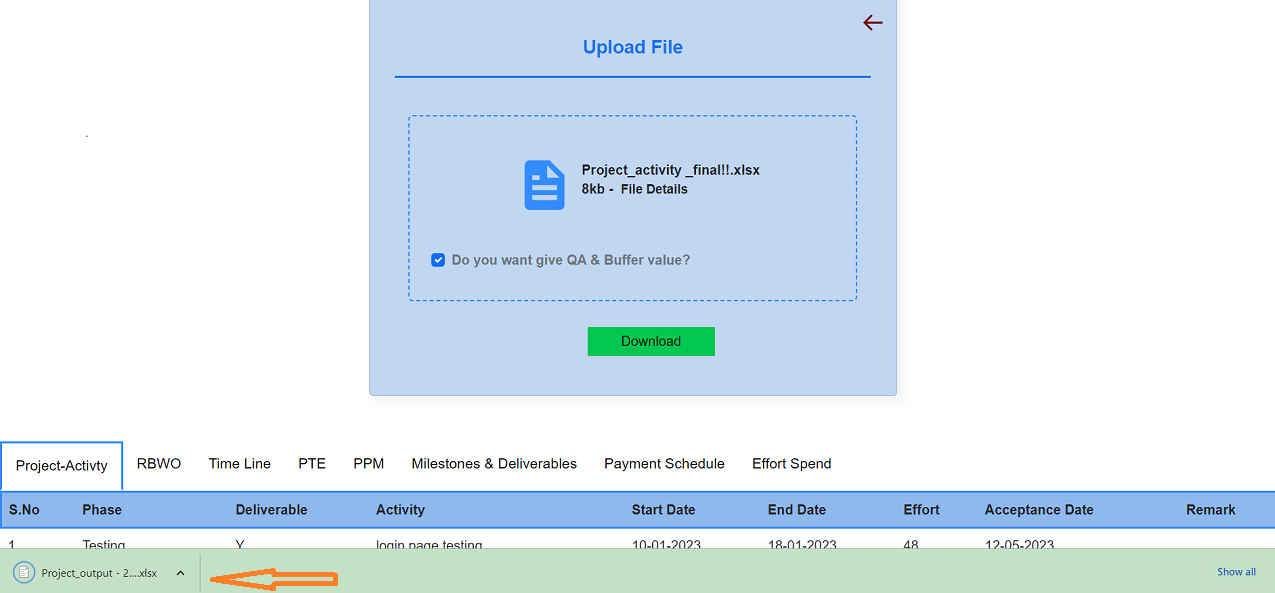 Upload File
Project_activity _final!!.xlsx
8kb - File Details
Do you want give QA & Buffer value?
Download
Project-Activty RBWO Time Line PTE PPM Milestones & Deliverables Payment Schedule Effort Spend
S.No Phase Deliverable Activity Start Date End Date Effort Acceptance Date Remark
1 Testing Y login page testing 10-01-2023 18-01-2023 48 12-05-2023
Project_output - 2....xlsx Show all